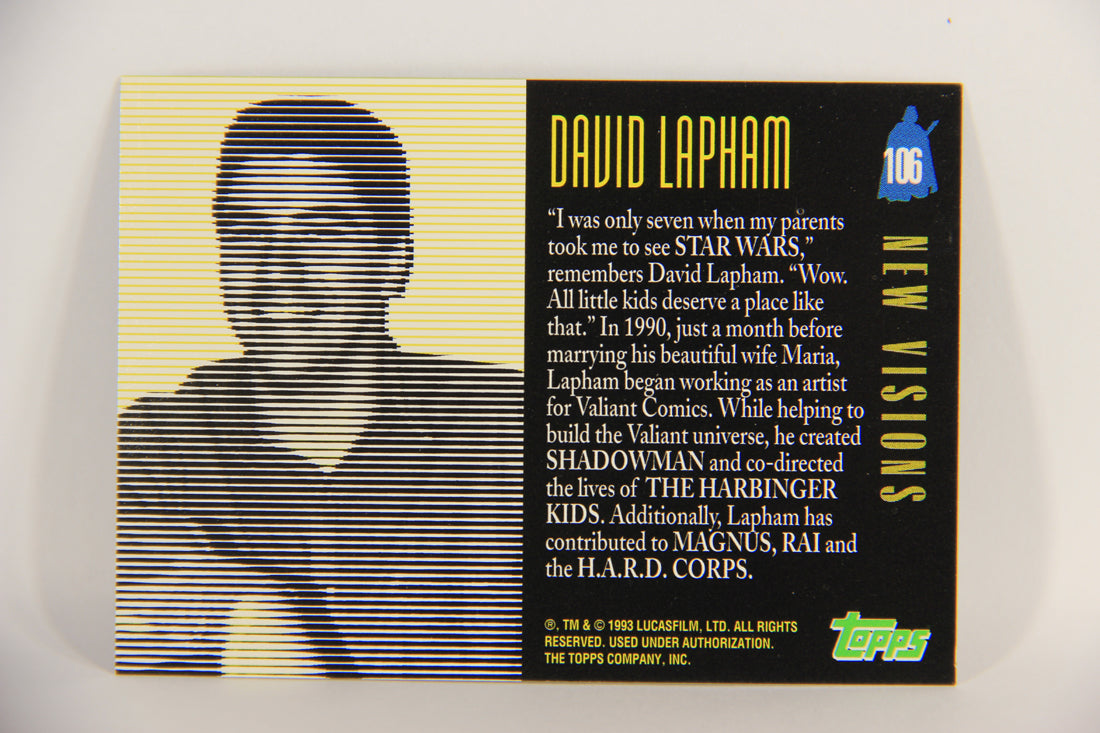 DAVID LAPHAM
"I was only seven when my parents
took me to see STAR WARS,"
remembers David Lapham. "Wow.
All little kids deserve a place like
that." In 1990, just a month before
marrying his beautiful wife Maria,
Lapham began working as an artist
for Valiant Comics. While helping to
build the Valiant universe, he created
SHADOWMAN and co-directed
the lives of THE HARBINGER
KIDS. Additionally, Lapham has
contributed to MAGNUS, RAI and
the H.A.R.D. CORPS.
®, TM & © 1993 LUCASFILM, LTD. ALL RIGHTS
RESERVED. USED UNDER AUTHORIZATION.
THE TOPPS COMPANY, INC.
106
NEW VISIONS
TOPPS